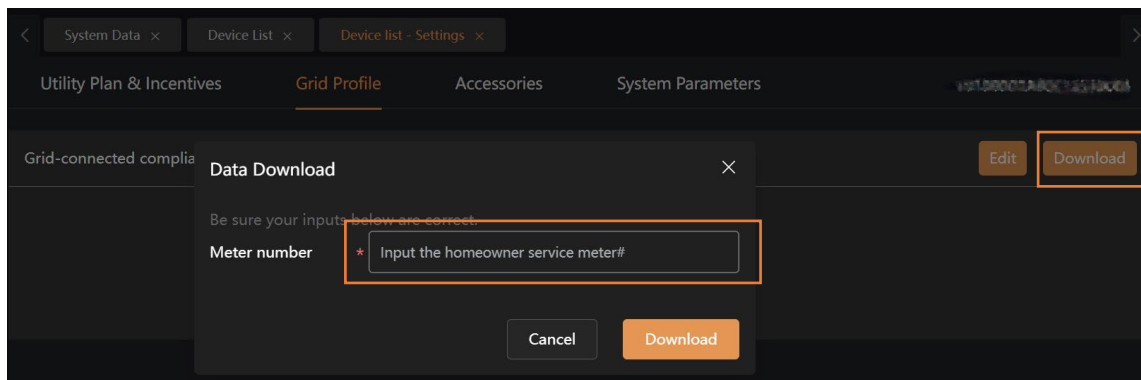 System Data ×
Device List ×
Device list - Settings ×
Utility Plan & Incentives
Grid Profile
Accessories
System Parameters
Grid-connected complia
Edit
Download
Data Download
Be sure your inputs below are correct.
Meter number
* Input the homeowner service meter#
Cancel
Download